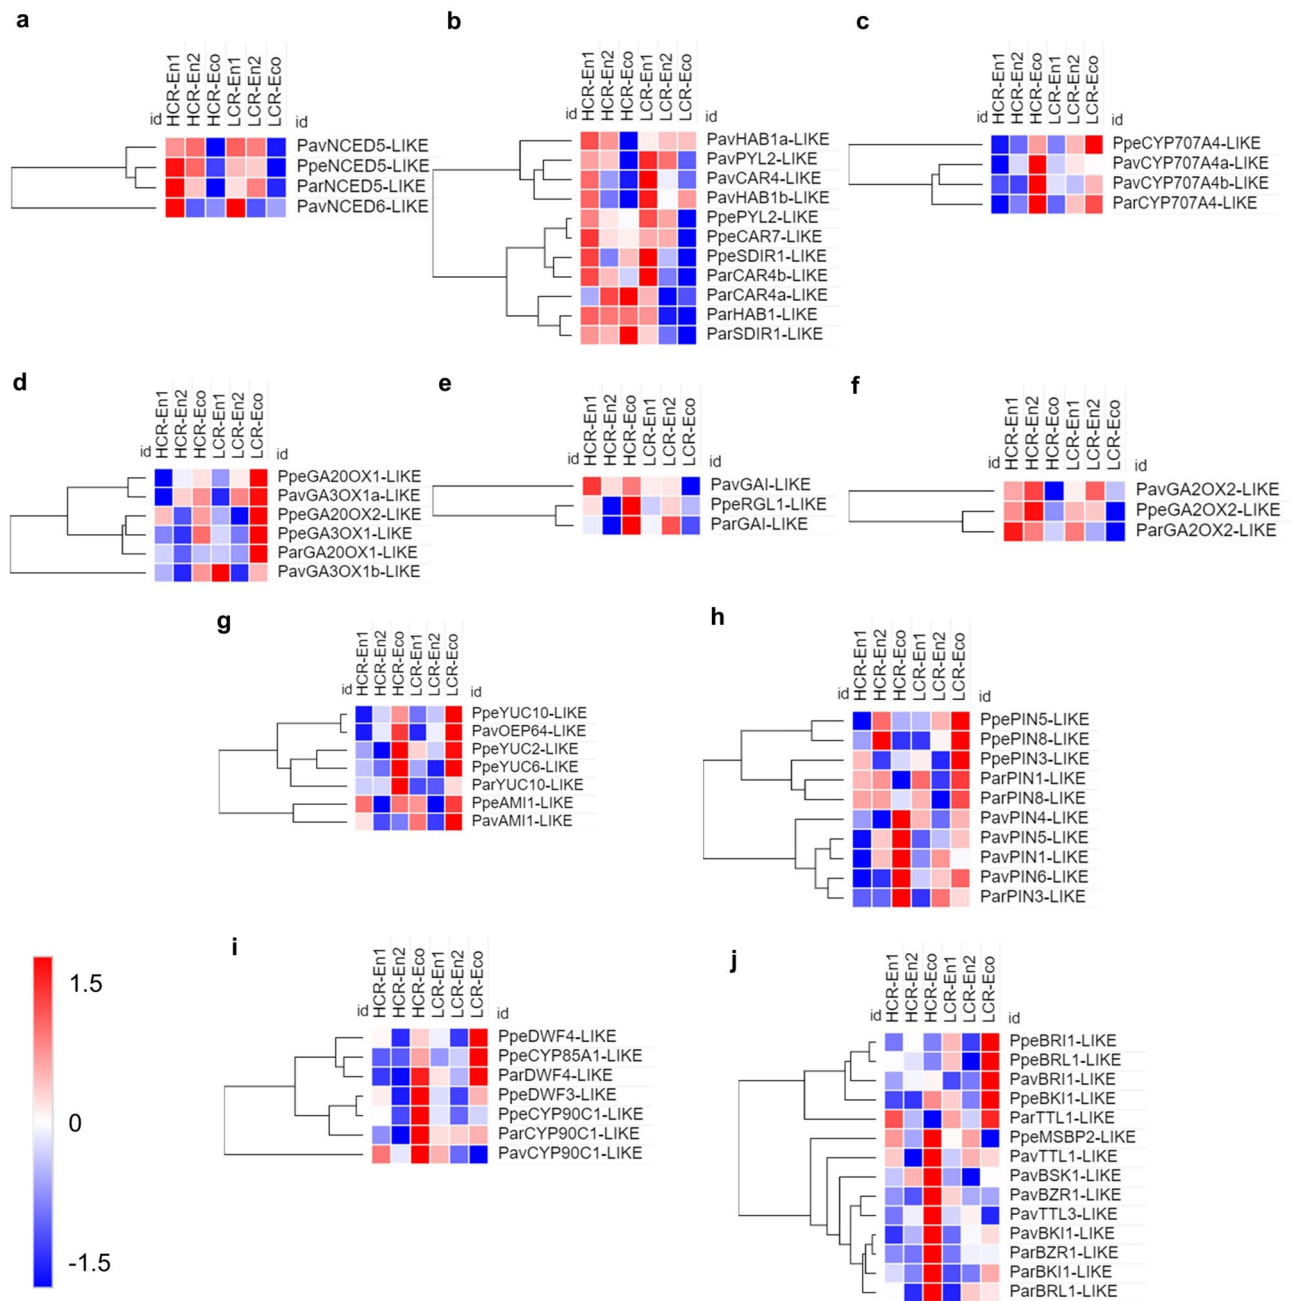 a
HCR-En1
HCR-En2
HCR-Eco
LCR-En1
LCR-En2
LCR-Eco
id
id
PavNCED5-LIKE
PpeNCED5-LIKE
ParNCED5-LIKE
PavNCED6-LIKE
b
HCR-En1
HCR-En2
HCR-Eco
LCR-En1
LCR-En2
LCR-Eco
id
id
PavHAB1a-LIKE
PavPYL2-LIKE
PavCAR4-LIKE
PavHAB1b-LIKE
PpePYL2-LIKE
PpeCAR7-LIKE
PpeSDIR1-LIKE
ParCAR4b-LIKE
ParCAR4a-LIKE
ParHAB1-LIKE
ParSDIR1-LIKE
c
HCR-En1
HCR-En2
HCR-Eco
LCR-En1
LCR-En2
LCR-Eco
id
id
PpeCYP707A4-LIKE
PavCYP707A4a-LIKE
PavCYP707A4b-LIKE
ParCYP707A4-LIKE
d
HCR-En1
HCR-En2
HCR-Eco
LCR-En1
LCR-En2
LCR-Eco
id
id
PpeGA20OX1-LIKE
PavGA3OX1a-LIKE
PpeGA20OX2-LIKE
PpeGA3OX1-LIKE
ParGA20OX1-LIKE
PavGA3OX1b-LIKE
e
HCR-En1
HCR-En2
HCR-Eco
LCR-En1
LCR-En2
LCR-Eco
id
id
PavGAI-LIKE
PpeRGL1-LIKE
ParGAI-LIKE
f
HCR-En1
HCR-En2
HCR-Eco
LCR-En1
LCR-En2
LCR-Eco
id
id
PavGA2OX2-LIKE
PpeGA2OX2-LIKE
ParGA2OX2-LIKE
g
HCR-En1
HCR-En2
HCR-Eco
LCR-En1
LCR-En2
LCR-Eco
id
id
PpeYUC10-LIKE
PavOEP64-LIKE
PpeYUC2-LIKE
PpeYUC6-LIKE
ParYUC10-LIKE
PpeAMI1-LIKE
PavAMI1-LIKE
h
HCR-En1
HCR-En2
HCR-Eco
LCR-En1
LCR-En2
LCR-Eco
id
id
PpePIN5-LIKE
PpePIN8-LIKE
PpePIN3-LIKE
ParPIN1-LIKE
ParPIN8-LIKE
PavPIN4-LIKE
PavPIN5-LIKE
PavPIN1-LIKE
PavPIN6-LIKE
ParPIN3-LIKE
1.5
0
-1.5
i
HCR-En1
HCR-En2
HCR-Eco
LCR-En1
LCR-En2
LCR-Eco
id
id
PpeDWF4-LIKE
PpeCYP85A1-LIKE
ParDWF4-LIKE
PpeDWF3-LIKE
PpeCYP90C1-LIKE
ParCYP90C1-LIKE
PavCYP90C1-LIKE
j
HCR-En1
HCR-En2
HCR-Eco
LCR-En1
LCR-En2
LCR-Eco
id
id
PpeBRI1-LIKE
PpeBRL1-LIKE
PavBRI1-LIKE
PpeBKI1-LIKE
ParTTL1-LIKE
PpeMSBP2-LIKE
PavTTL1-LIKE
PavBSK1-LIKE
PavBZR1-LIKE
PavTTL3-LIKE
PavBKI1-LIKE
ParBZR1-LIKE
ParBKI1-LIKE
ParBRL1-LIKE